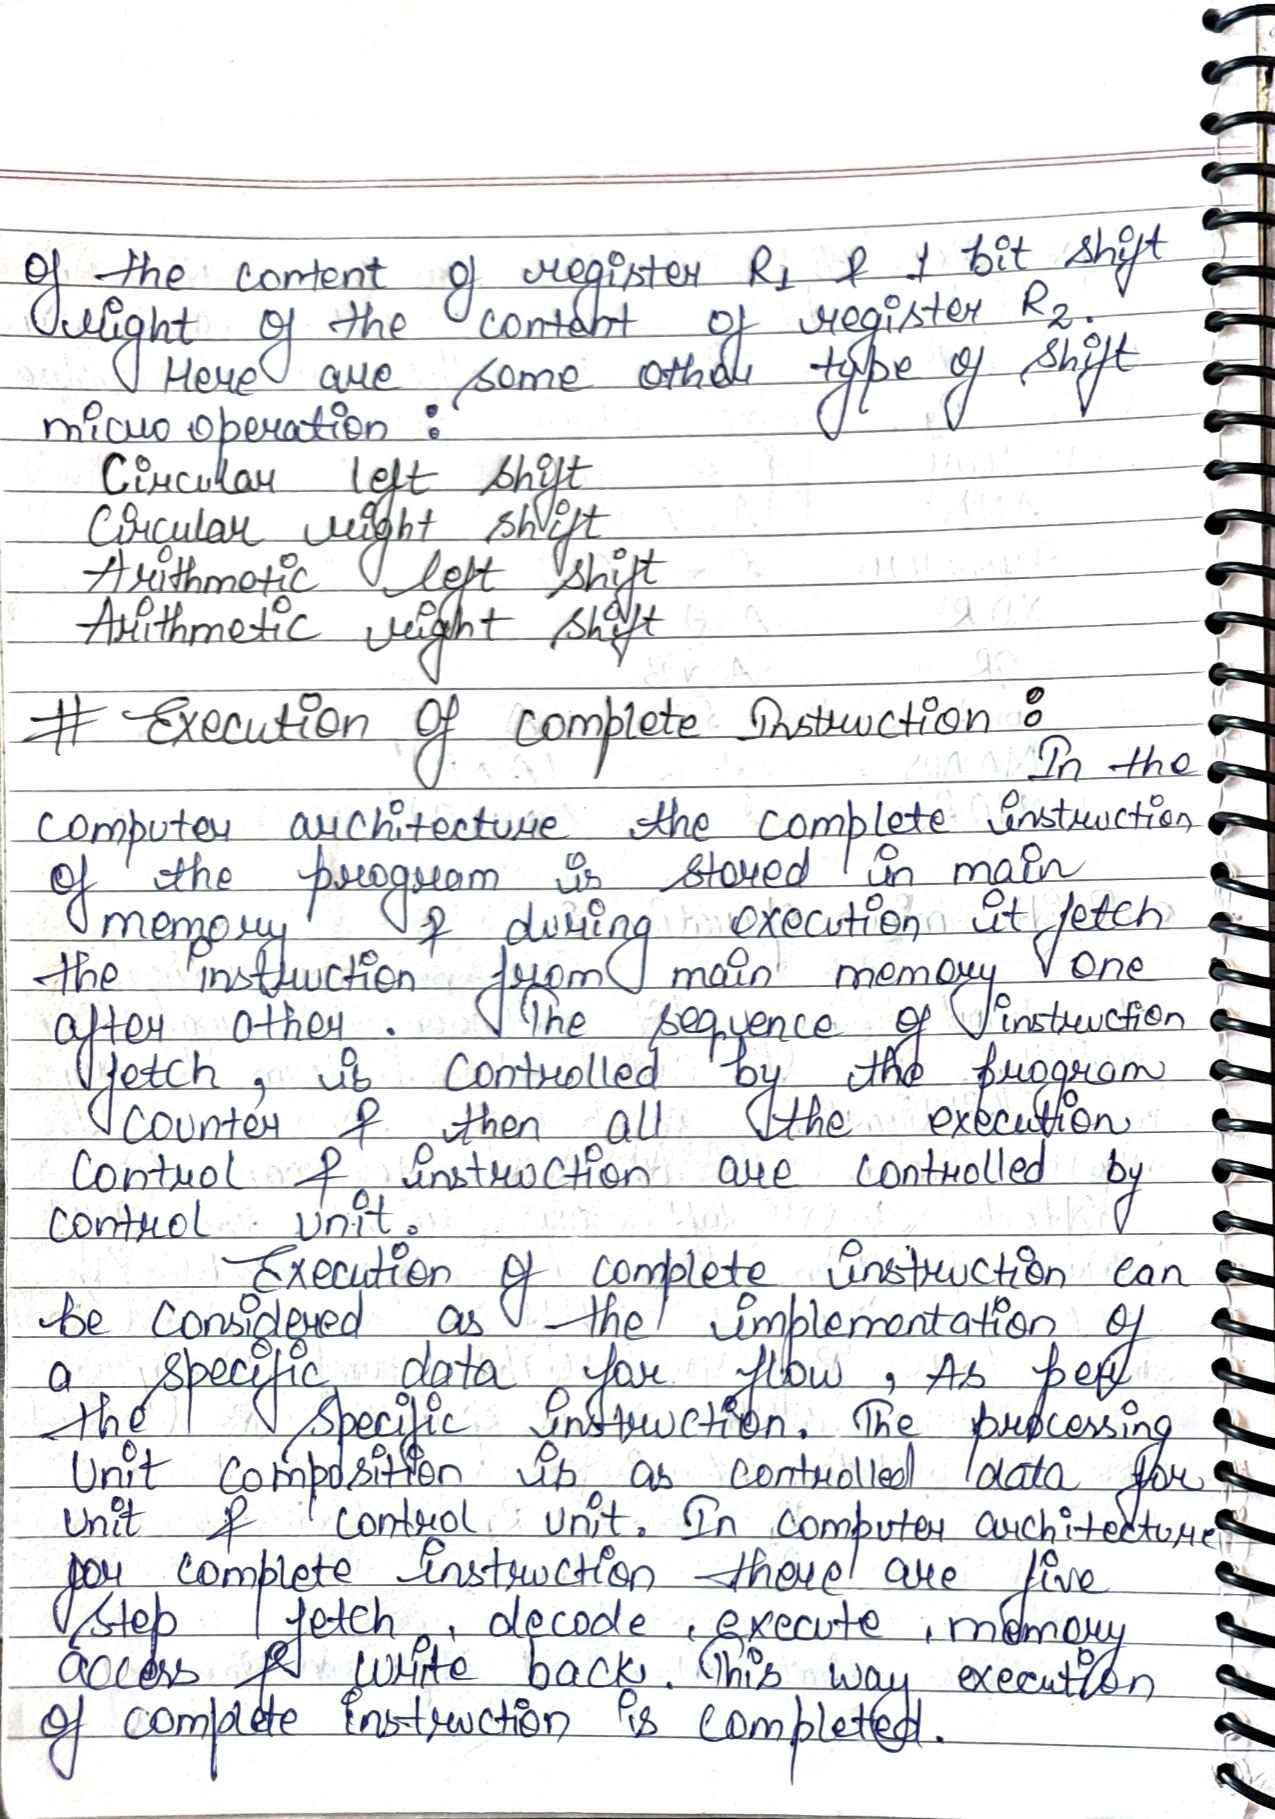 of the content of register R1 & 1 bit shift
right of the content of register R2.
Here are some other type of shift
micro operation :
Circular left shift
Circular right shift
Arithmetic left shift
Arithmetic right shift
# Execution of complete Instruction :
In the
computer architecture the complete instruction
of the program is stored in main
memory & during execution it fetch
the instruction from main memory one
after other. The sequence of instruction
fetch, is controlled by the program
counter & then all the execution
control & instruction are controlled by
control unit.
Execution of complete instruction can
be considered as the implementation of
a specific data for flow, As per
the specific instruction. The processing
unit composition is as controlled data for
unit & control unit. In computer architecture
for complete instruction there are five
step fetch, decode, execute, memory
access & write back. This way execution
of complete instruction is completed.